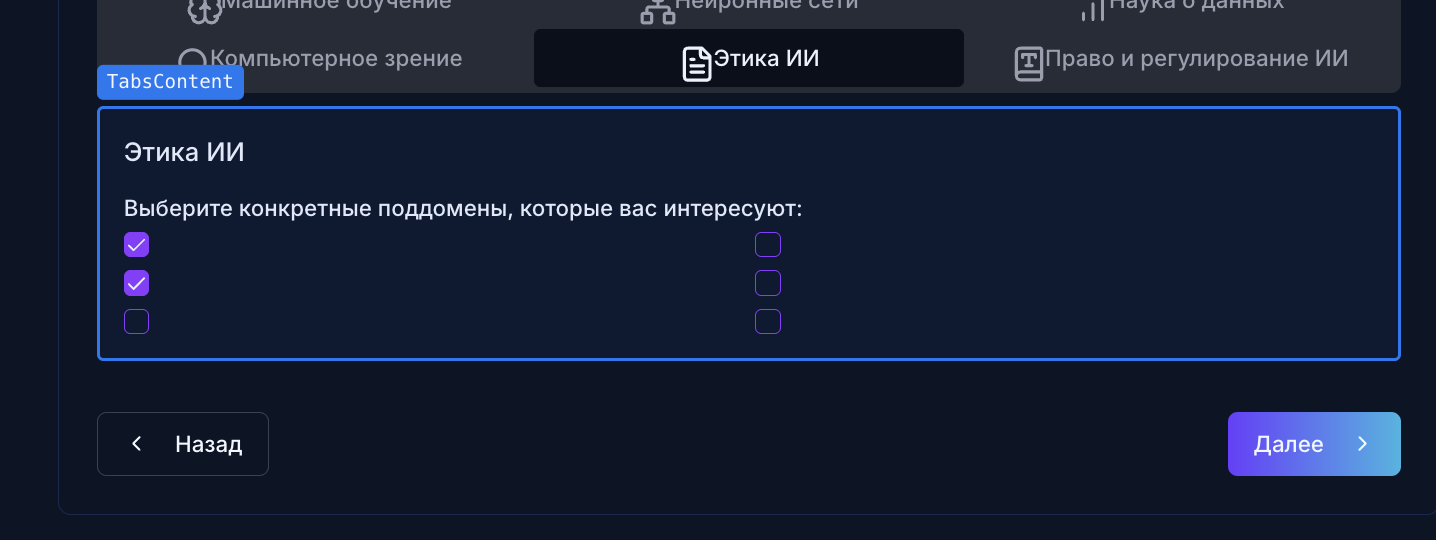 Машинное обучение
Нейронные сети
Наука о данных
Компьютерное зрение
Этика ИИ
Право и регулирование ИИ
TabsContent
Этика ИИ
Выберите конкретные поддомены, которые вас интересуют:
Назад
Далее